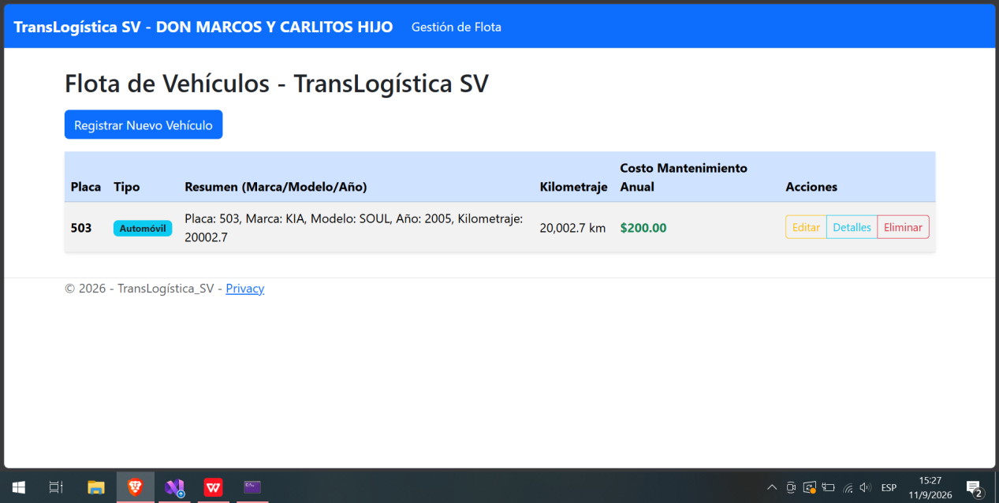 TransLogística SV - DON MARCOS Y CARLITOS HIJO Gestión de Flota
Flota de Vehículos - TransLogística SV
Registrar Nuevo Vehículo
Placa Tipo Resumen (Marca/Modelo/Año) Kilometraje Costo Mantenimiento Anual Acciones
503 Automóvil Placa: 503, Marca: KIA, Modelo: SOUL, Año: 2005, Kilometraje: 20002.7 20,002.7 km $200.00 Editar Detalles Eliminar
© 2026 - TransLogística_SV - Privacy
ESP
15:27
11/9/2026
2